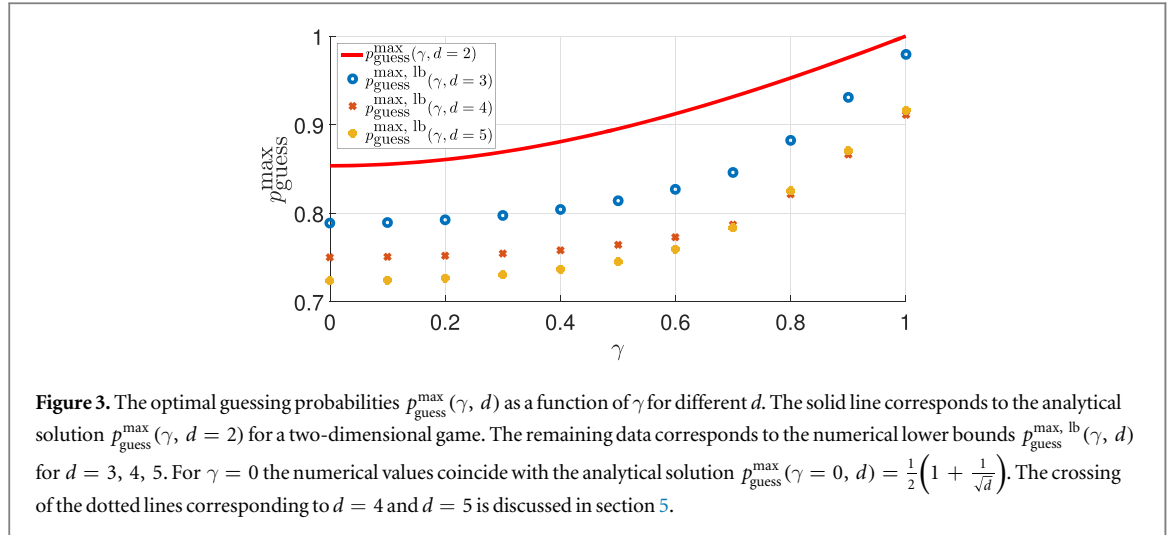 1
0.9
0.8
0.7
p_guess^max
0 0.2 0.4 0.6 0.8 1
γ
p_guess^max(γ, d = 2)
p_guess^max, lb(γ, d = 3)
p_guess^max, lb(γ, d = 4)
p_guess^max, lb(γ, d = 5)
Figure 3. The optimal guessing probabilities p_guess^max(γ, d) as a function of γ for different d. The solid line corresponds to the analytical
solution p_guess^max(γ, d = 2) for a two-dimensional game. The remaining data corresponds to the numerical lower bounds p_guess^max, lb(γ, d)
for d = 3, 4, 5. For γ = 0 the numerical values coincide with the analytical solution p_guess^max(γ = 0, d) = 1/2(1 + 1/√d). The crossing
of the dotted lines corresponding to d = 4 and d = 5 is discussed in section 5.